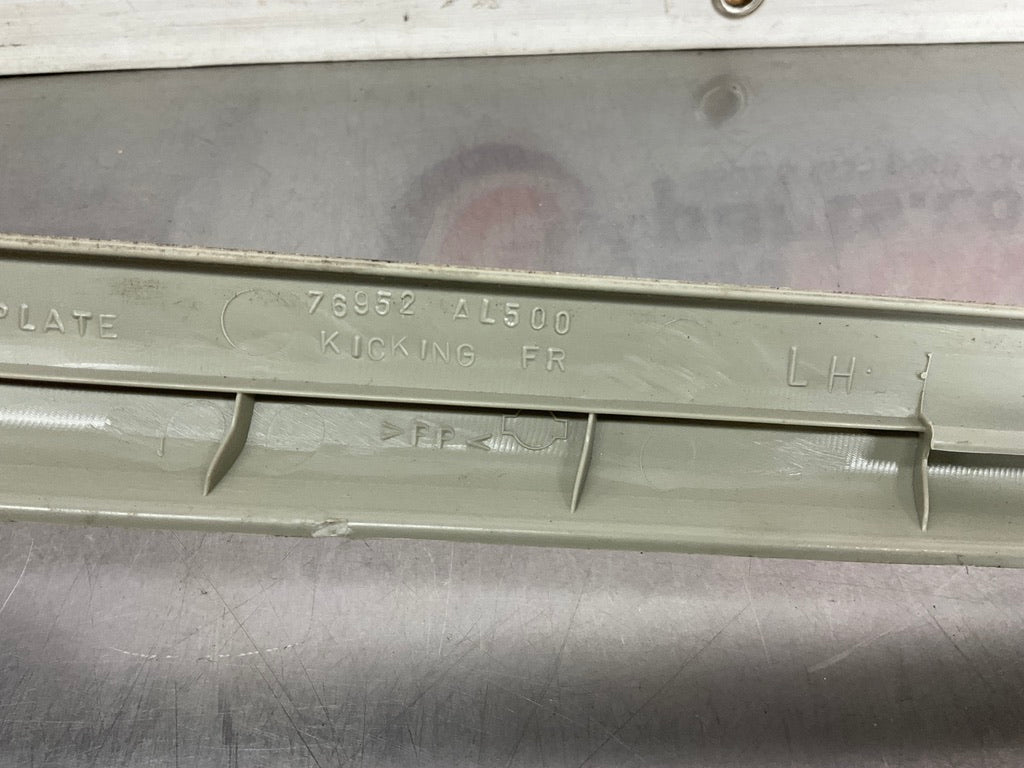 PLATE
76952 AL500
KICKING FR
LH
>PP<